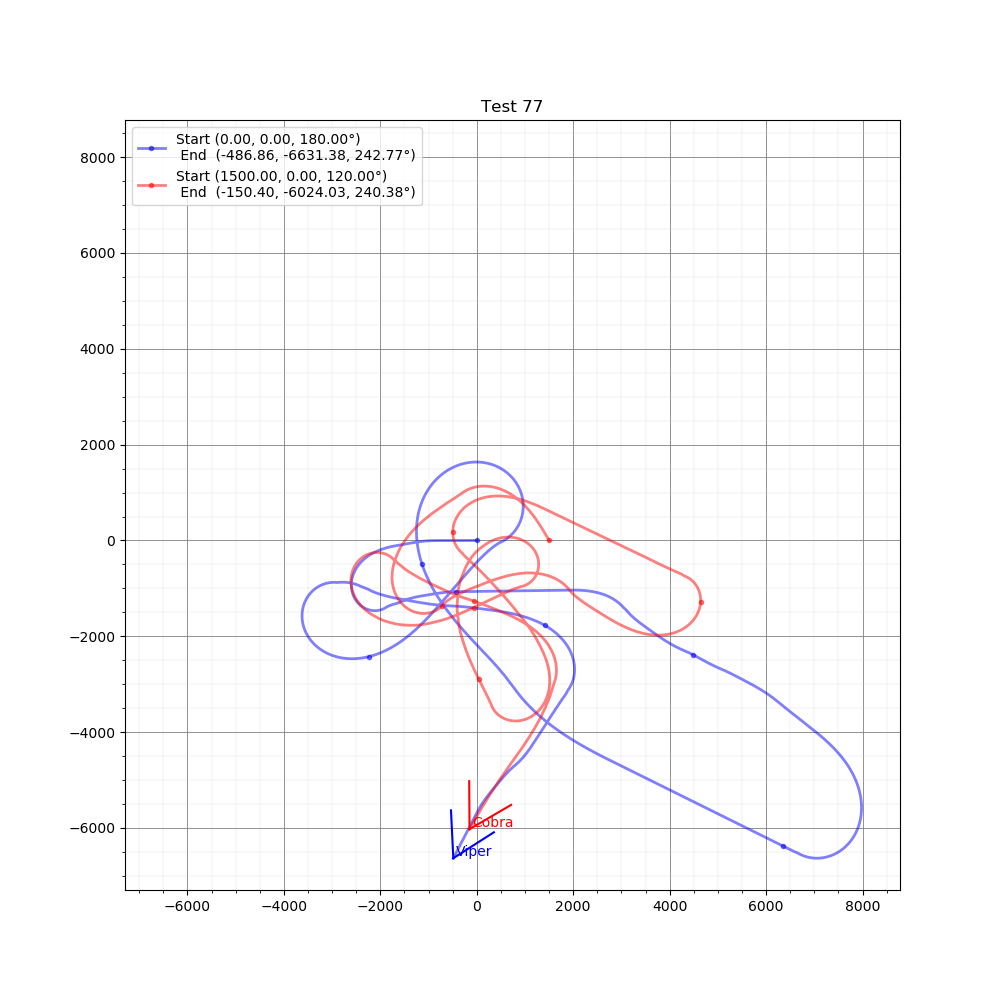 Test 77
Start (0.00, 0.00, 180.00°)
End (-486.86, -6631.38, 242.77°)
Start (1500.00, 0.00, 120.00°)
End (-150.40, -6024.03, 240.38°)
8000
6000
4000
2000
0
−2000
−4000
−6000
Cobra
Viper
−6000 −4000 −2000 0 2000 4000 6000 8000